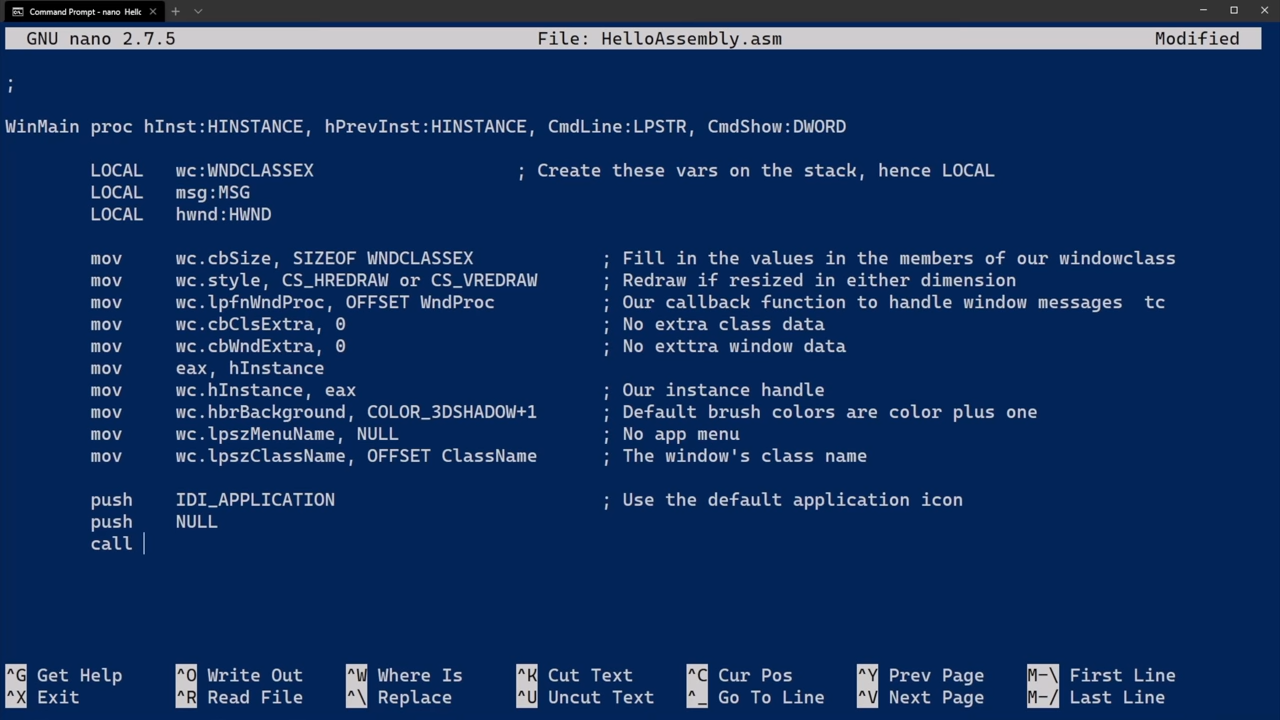 Command Prompt - nano Hello
GNU nano 2.7.5 File: HelloAssembly.asm Modified
;
WinMain proc hInst:HINSTANCE, hPrevInst:HINSTANCE, CmdLine:LPSTR, CmdShow:DWORD
LOCAL wc:WNDCLASSEX ; Create these vars on the stack, hence LOCAL
LOCAL msg:MSG
LOCAL hwnd:HWND
mov wc.cbSize, SIZEOF WNDCLASSEX ; Fill in the values in the members of our windowclass
mov wc.style, CS_HREDRAW or CS_VREDRAW ; Redraw if resized in either dimension
mov wc.lpfnWndProc, OFFSET WndProc ; Our callback function to handle window messages tc
mov wc.cbClsExtra, 0 ; No extra class data
mov wc.cbWndExtra, 0 ; No exttra window data
mov eax, hInstance
mov wc.hInstance, eax ; Our instance handle
mov wc.hbrBackground, COLOR_3DSHADOW+1 ; Default brush colors are color plus one
mov wc.lpszMenuName, NULL ; No app menu
mov wc.lpszClassName, OFFSET ClassName ; The window's class name
push IDI_APPLICATION ; Use the default application icon
push NULL
call
^G Get Help ^O Write Out ^W Where Is ^K Cut Text ^C Cur Pos ^Y Prev Page M-\ First Line
^X Exit ^R Read File ^\ Replace ^U Uncut Text ^_ Go To Line ^V Next Page M-/ Last Line